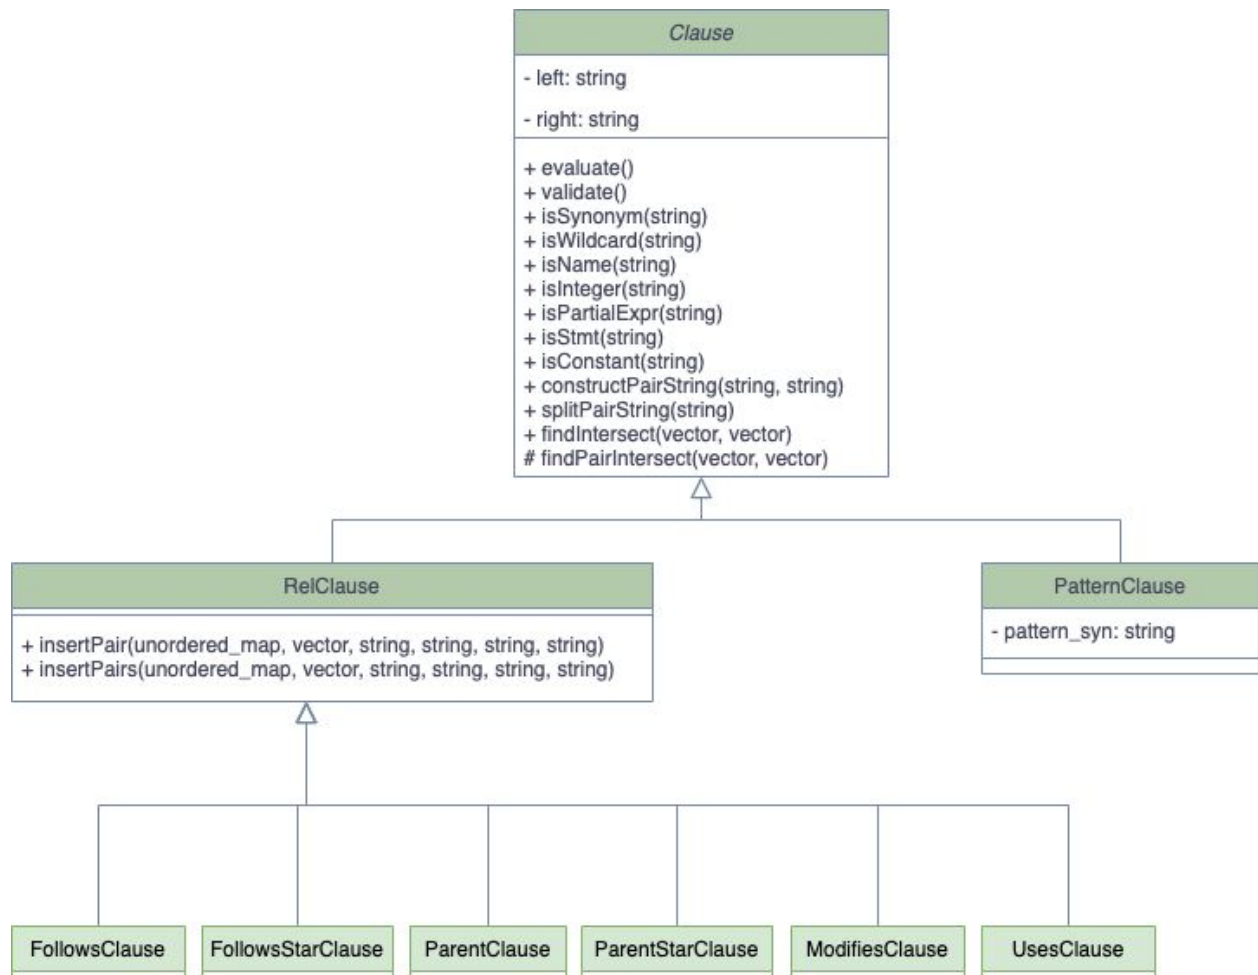 Clause
- left: string
- right: string
+ evaluate()
+ validate()
+ isSynonym(string)
+ isWildcard(string)
+ isName(string)
+ isInteger(string)
+ isPartialExpr(string)
+ isStmt(string)
+ isConstant(string)
+ constructPairString(string, string)
+ splitPairString(string)
+ findIntersect(vector, vector)
# findPairIntersect(vector, vector)
RelClause
+ insertPair(unordered_map, vector, string, string, string, string)
+ insertPairs(unordered_map, vector, string, string, string, string)
PatternClause
- pattern_syn: string
FollowsClause
FollowsStarClause
ParentClause
ParentStarClause
ModifiesClause
UsesClause